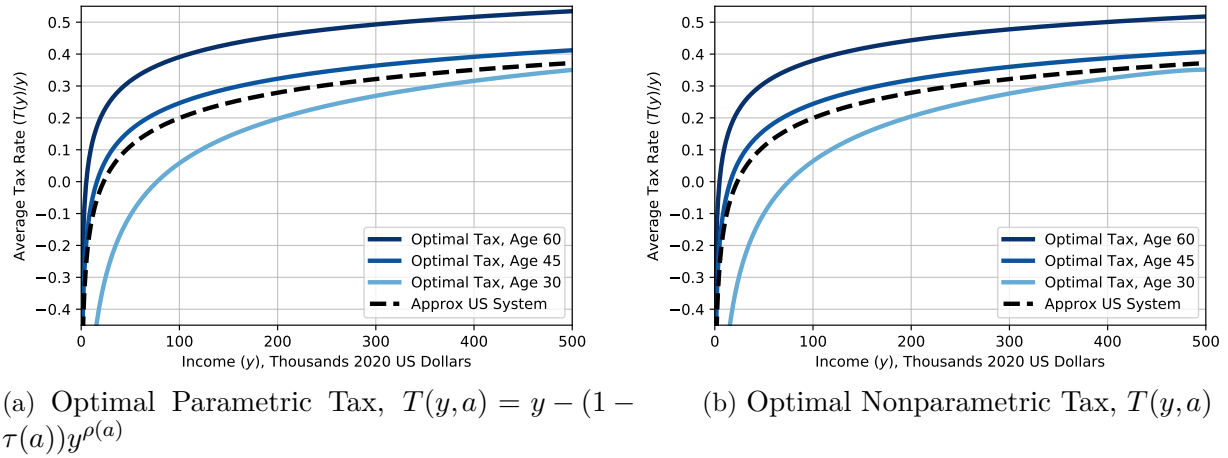 0.5
0.4
0.3
0.2
0.1
0.0
−0.1
−0.2
−0.3
−0.4
Average Tax Rate (T(y)/y)
0 100 200 300 400 500
Income (y), Thousands 2020 US Dollars
Optimal Tax, Age 60
Optimal Tax, Age 45
Optimal Tax, Age 30
Approx US System
(a) Optimal Parametric Tax, T(y, a) = y − (1 −
τ(a))y^{ρ(a)}
0.5
0.4
0.3
0.2
0.1
0.0
−0.1
−0.2
−0.3
−0.4
Average Tax Rate (T(y)/y)
0 100 200 300 400 500
Income (y), Thousands 2020 US Dollars
Optimal Tax, Age 60
Optimal Tax, Age 45
Optimal Tax, Age 30
Approx US System
(b) Optimal Nonparametric Tax, T(y, a)